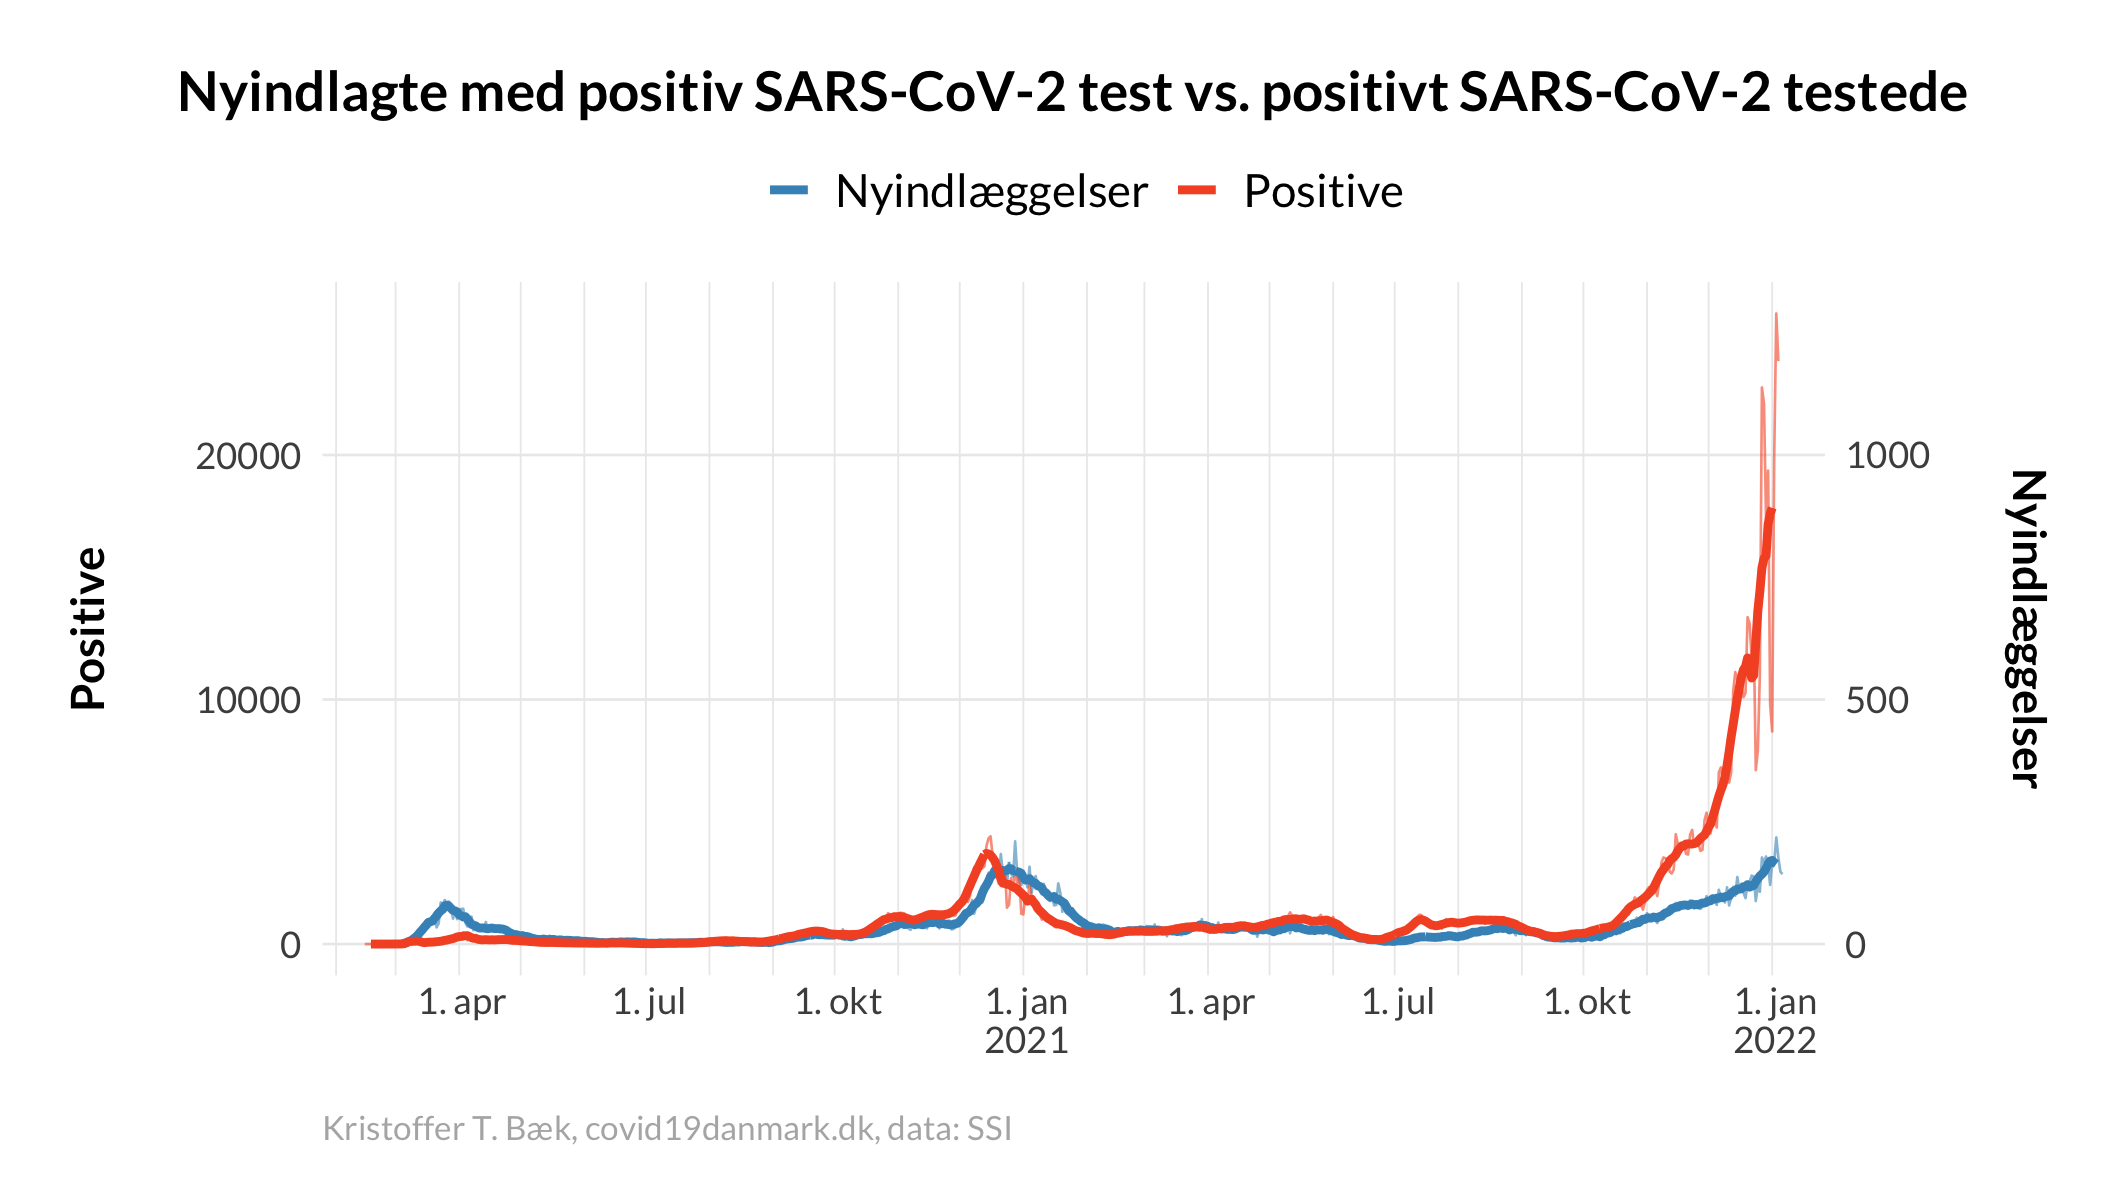 Nyindlagte med positiv SARS-CoV-2 test vs. positivt SARS-CoV-2 testede
Nyindlæggelser Positive
20000
10000
0
Positive
1000
500
0
Nyindlæggelser
1. apr 1. jul 1. okt 1. jan 1. apr 1. jul 1. okt 1. jan
2021 2022
Kristoffer T. Bæk, covid19danmark.dk, data: SSI